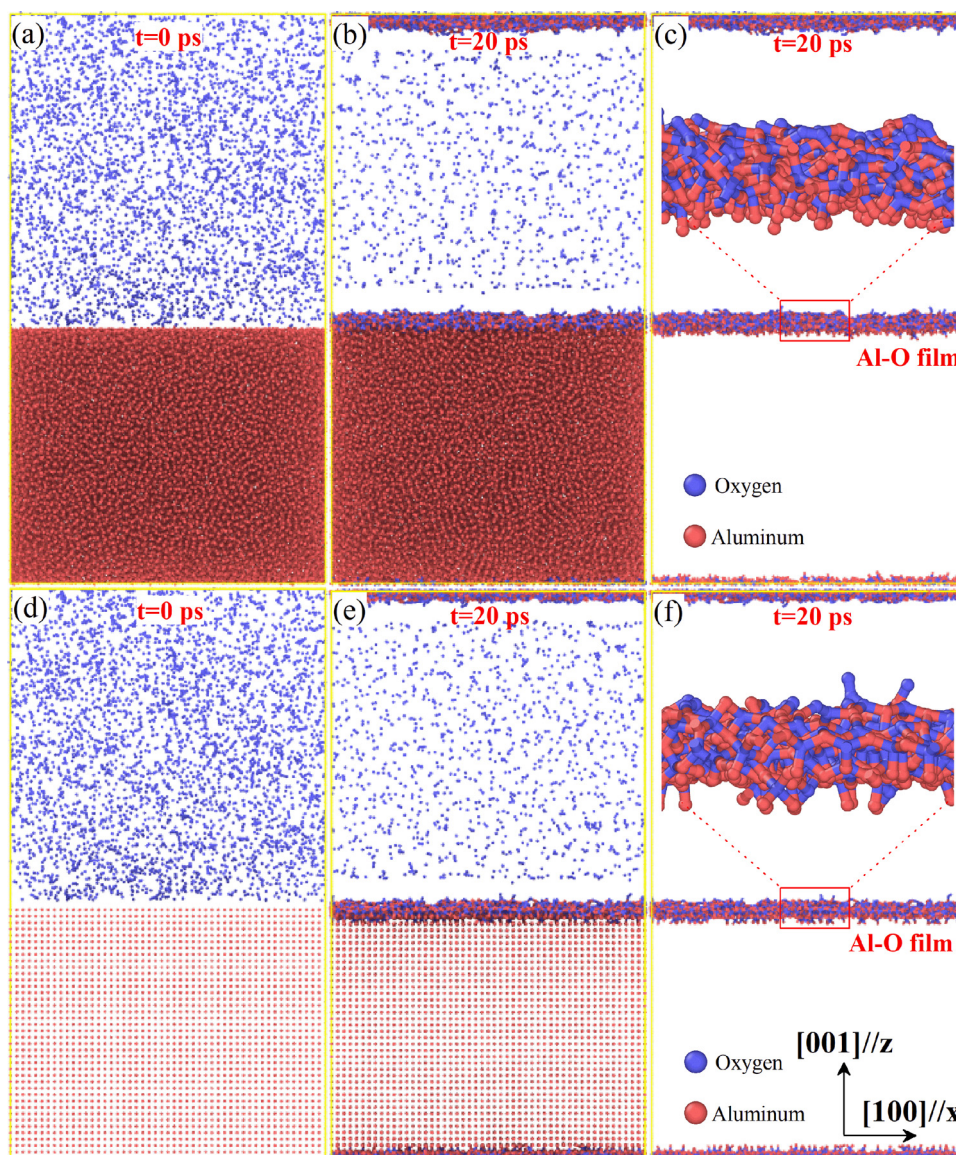 (a)
t=0 ps
(b)
t=20 ps
(c)
t=20 ps
Al-O film
Oxygen
Aluminum
(d)
t=0 ps
(e)
t=20 ps
(f)
t=20 ps
Al-O film
[001]//z
Oxygen
Aluminum
[100]//x